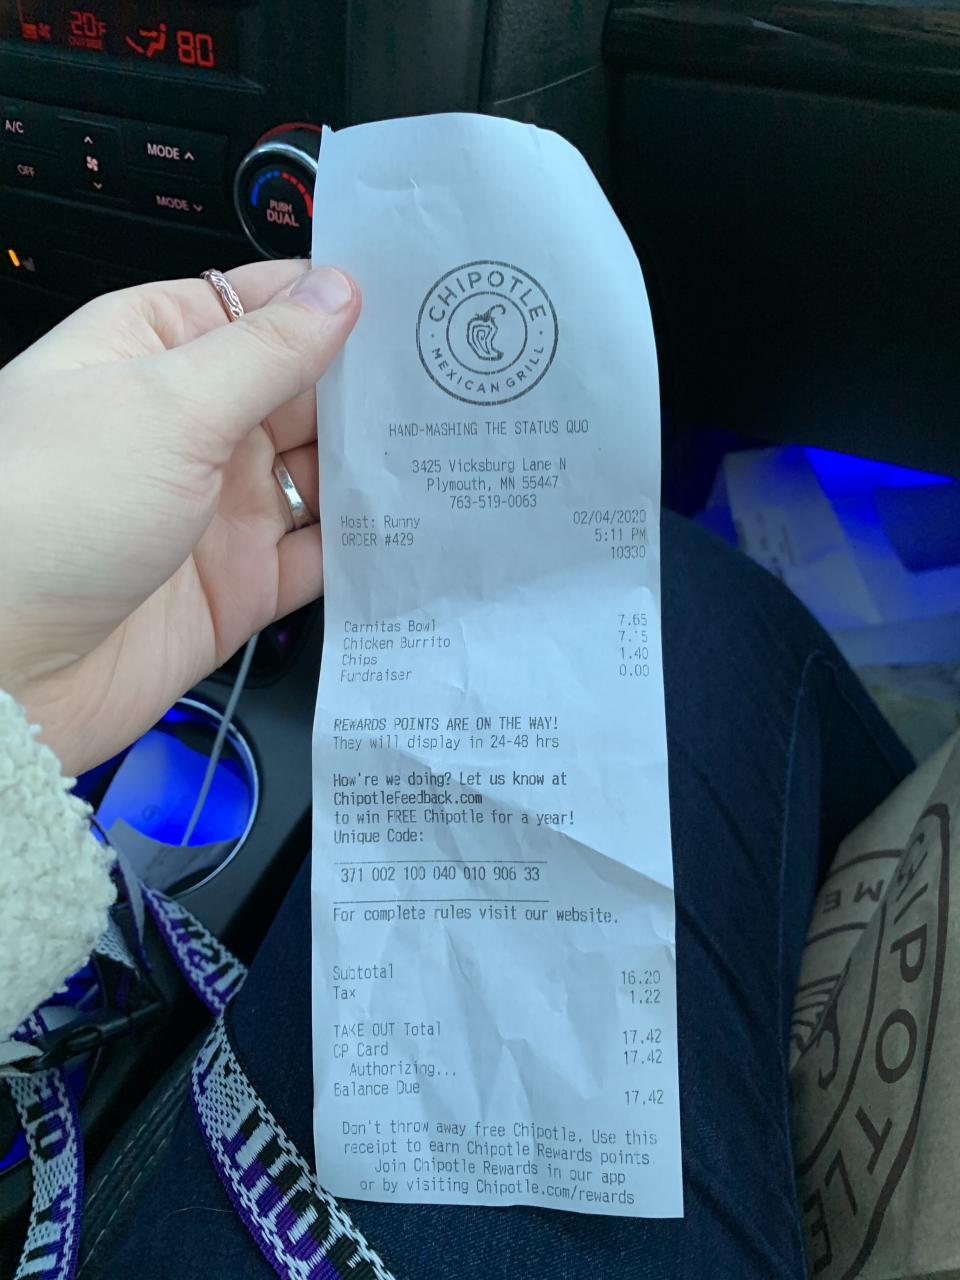 20°F
OUTSIDE
80
A/C
MODE
OFF
MODE
PUSH
DUAL
CHIPOTLE
MEXICAN GRILL
HAND-MASHING THE STATUS QUO
3425 Vicksburg Lane N
Plymouth, MN 55447
763-519-0063
Host: Runny 02/04/2020
ORDER #429 5:11 PM
10330
Carnitas Bowl 7.65
Chicken Burrito 7.15
Chips 1.40
Fundraiser 0.00
REWARDS POINTS ARE ON THE WAY!
They will display in 24-48 hrs
How're we doing? Let us know at
ChipotleFeedback.com
to win FREE Chipotle for a year!
Unique Code:
371 002 100 040 010 906 33
For complete rules visit our website.
Subtotal 16.20
Tax 1.22
TAKE OUT Total 17.42
CP Card 17.42
Authorizing...
Balance Due 17.42
Don't throw away free Chipotle. Use this
receipt to earn Chipotle Rewards points.
Join Chipotle Rewards in our app
or by visiting Chipotle.com/rewards
HIPOTLE
ME